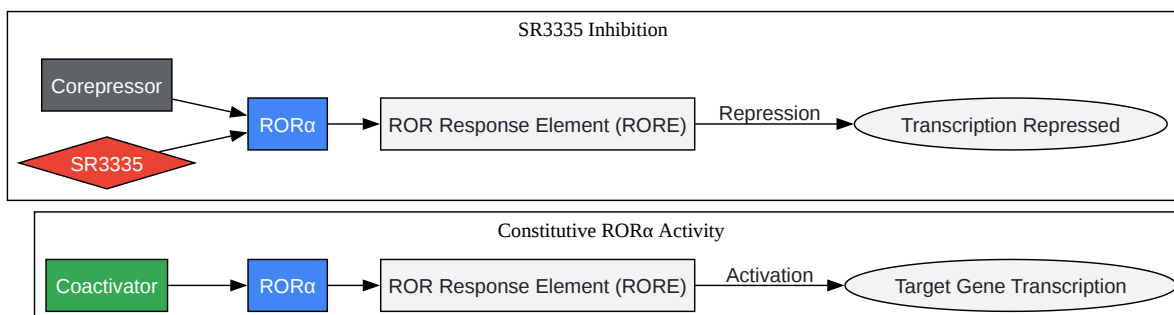 SR3335 Inhibition
Corepressor
SR3335
RORα
ROR Response Element (RORE)
Repression
Transcription Repressed
Constitutive RORα Activity
Coactivator
RORα
ROR Response Element (RORE)
Activation
Target Gene Transcription